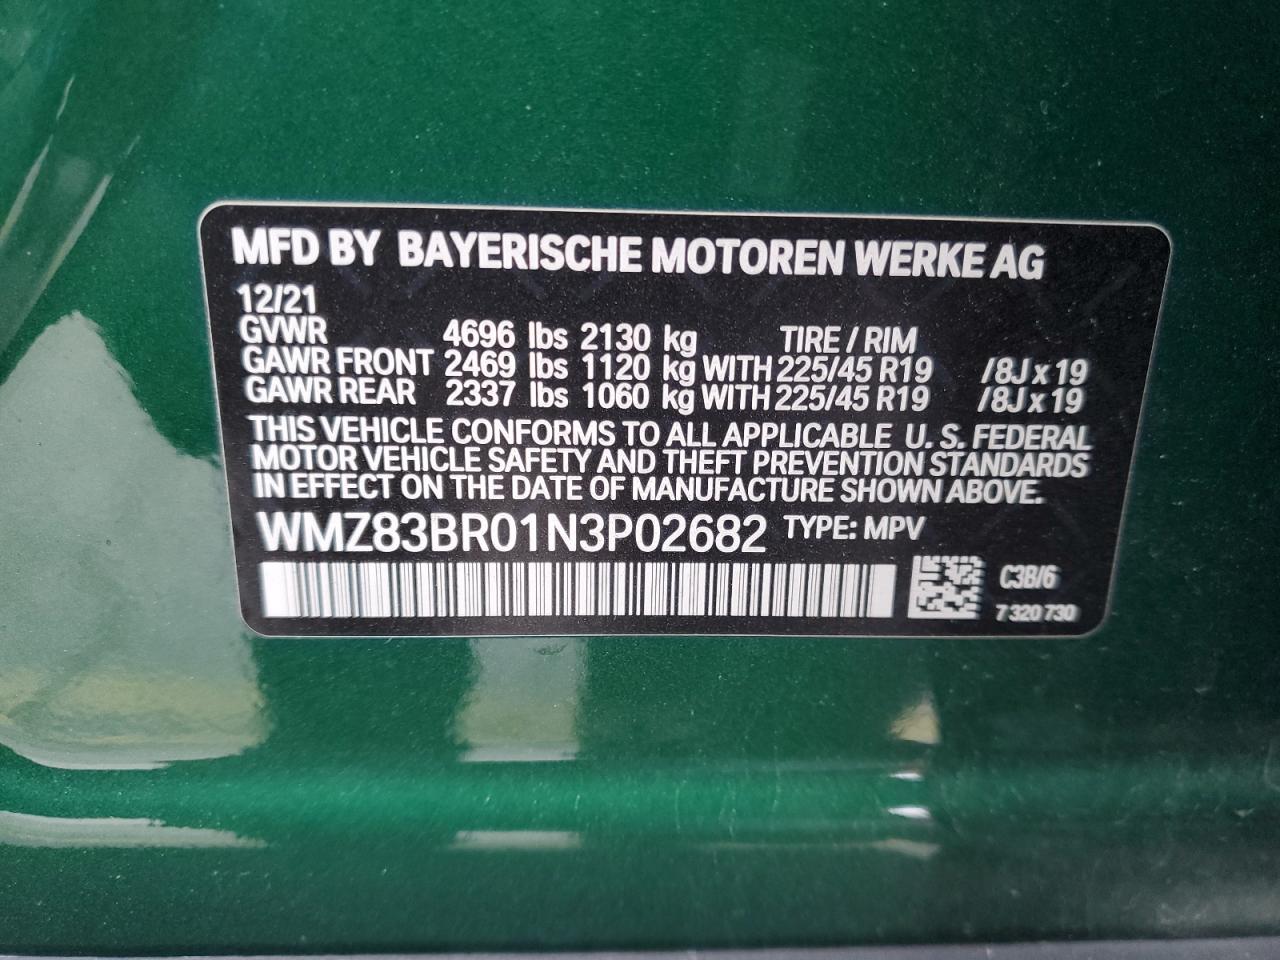 MFD BY BAYERISCHE MOTOREN WERKE AG
12/21
GVWR 4696 lbs 2130 kg TIRE / RIM
GAWR FRONT 2469 lbs 1120 kg WITH 225/45 R19 /8J x 19
GAWR REAR 2337 lbs 1060 kg WITH 225/45 R19 /8J x 19
THIS VEHICLE CONFORMS TO ALL APPLICABLE U. S. FEDERAL
MOTOR VEHICLE SAFETY AND THEFT PREVENTION STANDARDS
IN EFFECT ON THE DATE OF MANUFACTURE SHOWN ABOVE.
WMZ83BR01N3P02682 TYPE: MPV
C3B/6
7 320 730